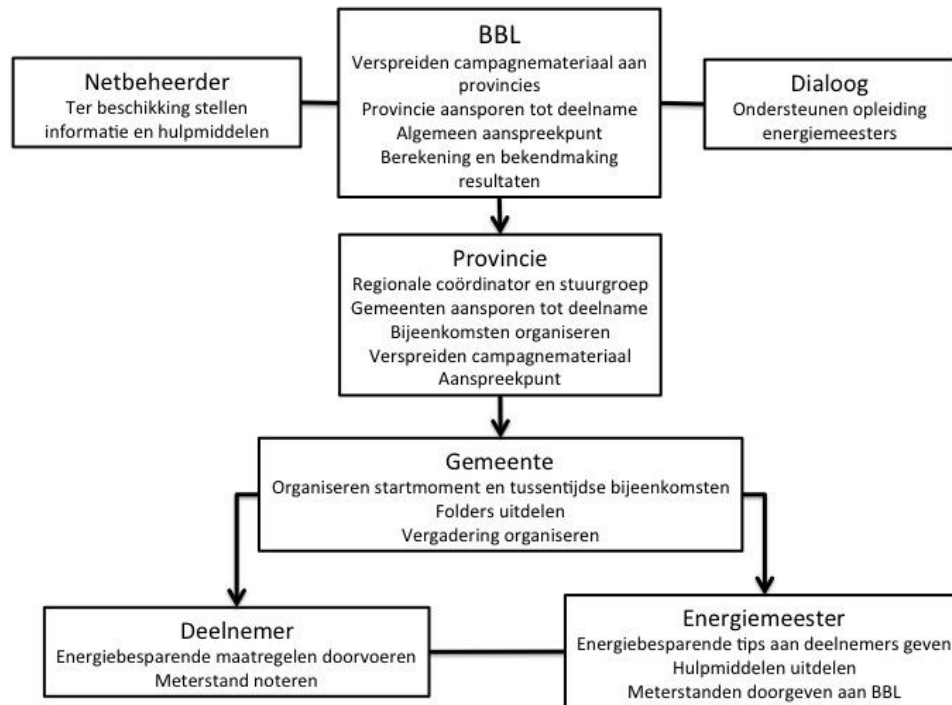 BBL
Verspreiden campagnemateriaal aan
provincies
Provincie aansporen tot deelname
Algemeen aanspreekpunt
Berekening en bekendmaking
resultaten
Netbeheerder
Ter beschikking stellen
informatie en hulpmiddelen
Dialoog
Ondersteunen opleiding
energiemeesters
Provincie
Regionale coördinator en stuurgroep
Gemeenten aansporen tot deelname
Bijeenkomsten organiseren
Verspreiden campagnemateriaal
Aanspreekpunt
Gemeente
Organiseren startmoment en tussentijdse bijeenkomsten
Folders uitdelen
Vergadering organiseren
Deelnemer
Energiebesparende maatregelen doorvoeren
Meterstand noteren
Energiemeester
Energiebesparende tips aan deelnemers geven
Hulpmiddelen uitdelen
Meterstanden doorgeven aan BBL